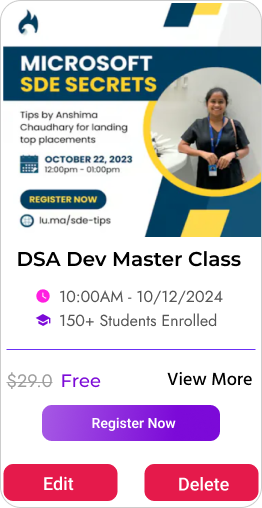 MICROSOFT
SDE SECRETS
Tips by Anshima
Chaudhary for landing
top placements
OCTOBER 22, 2023
12:00pm - 01:00pm
REGISTER NOW
lu.ma/sde-tips
DSA Dev Master Class
10:00AM - 10/12/2024
150+ Students Enrolled
$29.0 Free
View More
Register Now
Edit
Delete